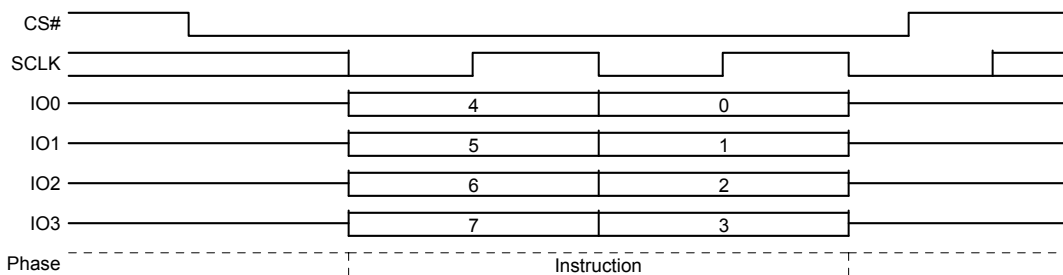 CS#
SCLK
IO0 4 0
IO1 5 1
IO2 6 2
IO3 7 3
Phase Instruction